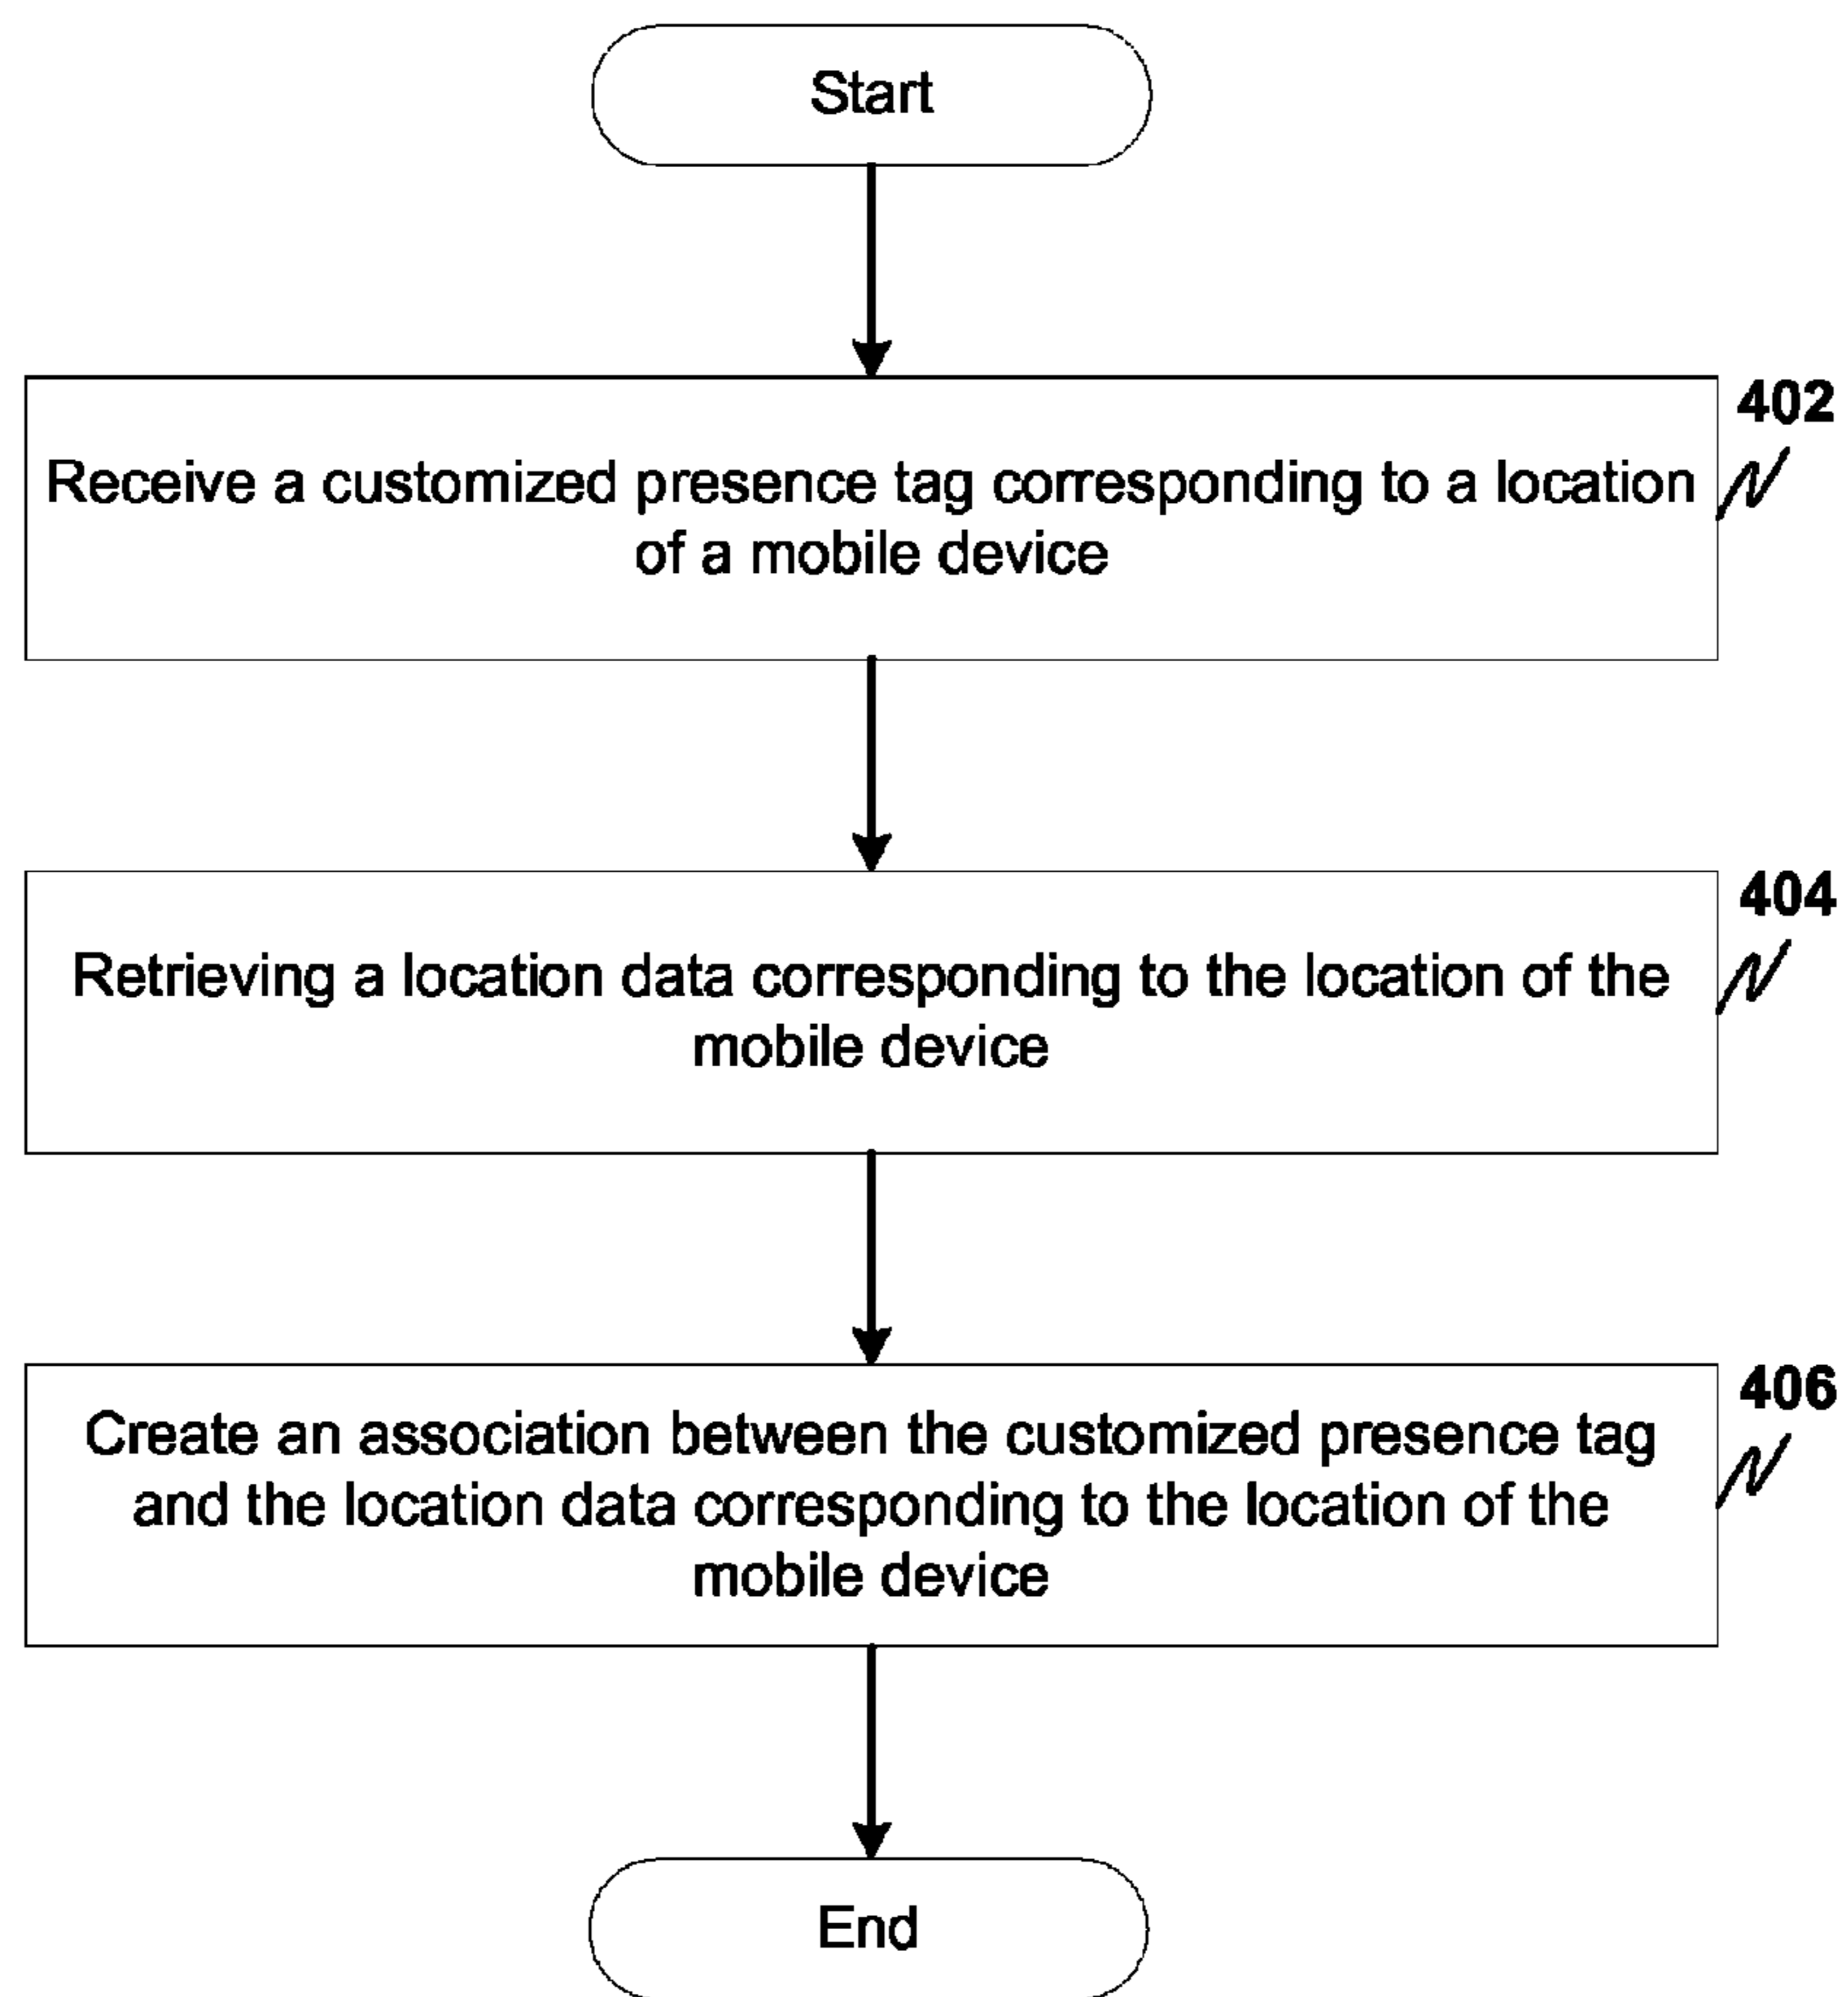 Start
402
Receive a customized presence tag corresponding to a location
of a mobile device
404
Retrieving a location data corresponding to the location of the
mobile device
406
Create an association between the customized presence tag
and the location data corresponding to the location of the
mobile device
End